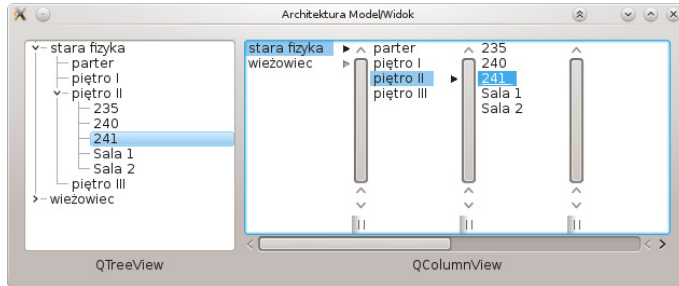 Architektura Model/Widok
stara fizyka
parter
piętro I
piętro II
235
240
241
Sala 1
Sala 2
piętro III
wieżowiec
QTreeView
stara fizyka
wieżowiec
parter
piętro I
piętro II
piętro III
235
240
241
Sala 1
Sala 2
QColumnView